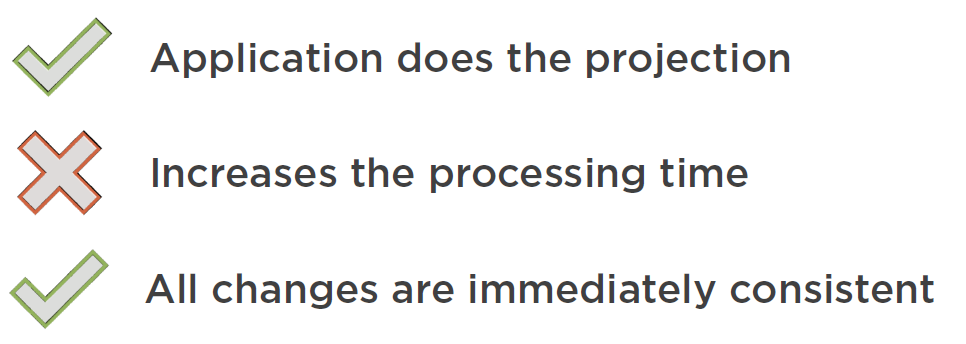 Application does the projection
Increases the processing time
All changes are immediately consistent